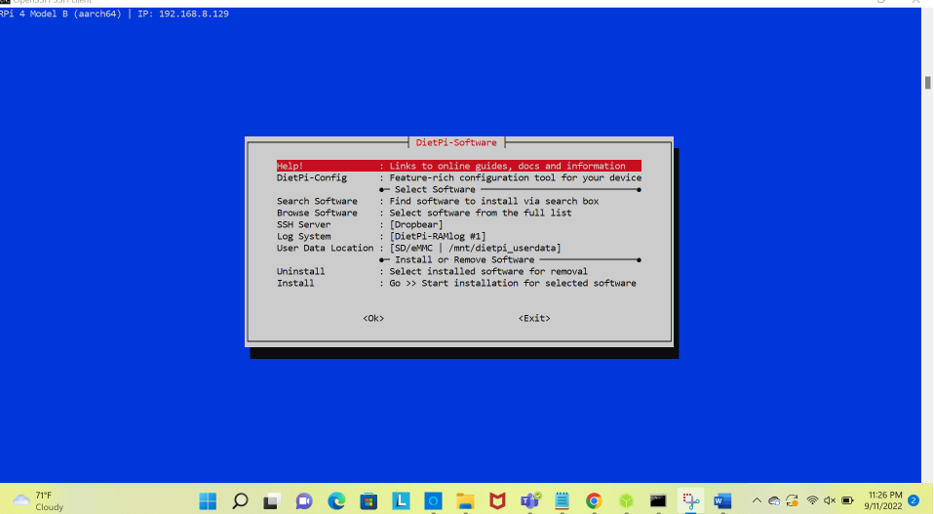 OpenSSH SSH client
RPi 4 Model B (aarch64) | IP: 192.168.8.129
DietPi-Software
Help! : Links to online guides, docs and information
DietPi-Config : Feature-rich configuration tool for your device
Select Software
Search Software : Find software to install via search box
Browse Software : Select software from the full list
SSH Server : [Dropbear]
Log System : [DietPi-RAMlog #1]
User Data Location : [SD/eMMC | /mnt/dietpi_userdata]
Install or Remove Software
Uninstall : Select installed software for removal
Install : Go >> Start installation for selected software
<Ok> <Exit>
71°F
Cloudy
11:26 PM
9/11/2022
2